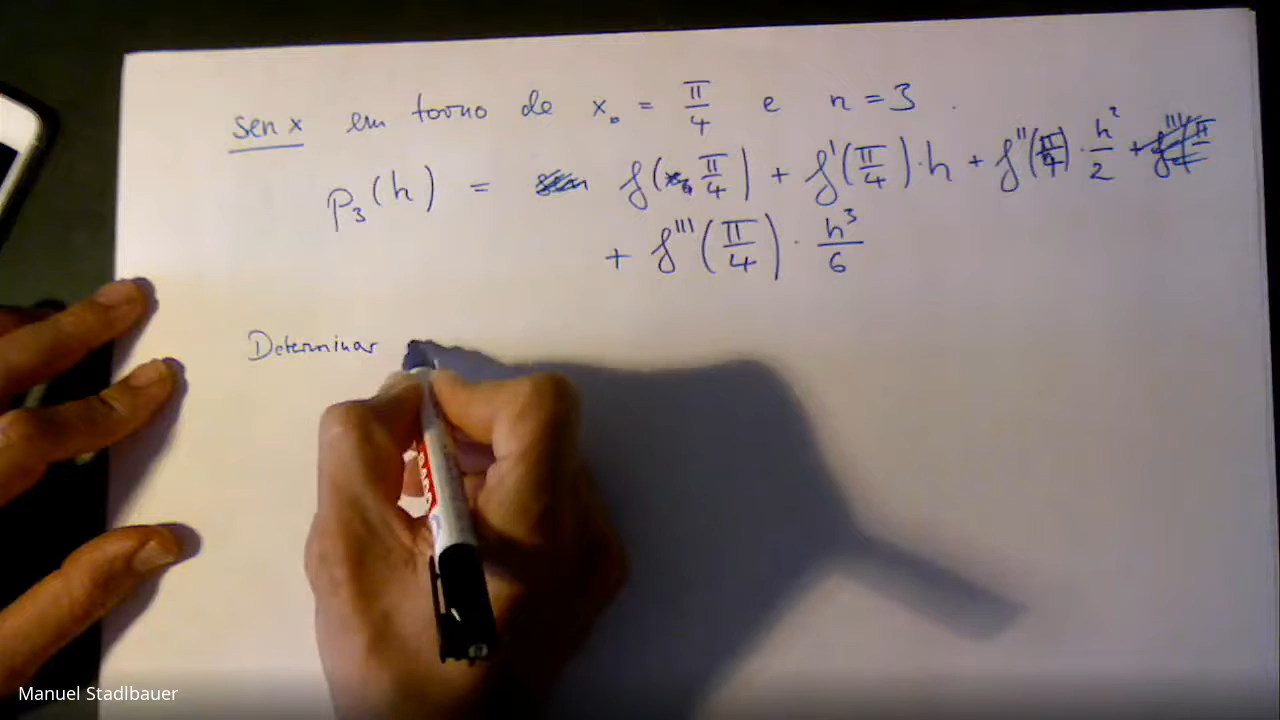 sen x em torno de x₀ = π/4 e n = 3.
p₃(h) = f(π/4) + f'(π/4)·h + f''(π/4)·h²/2 +
+ f'''(π/4)·h³/6
Determinar
Manuel Stadlbauer